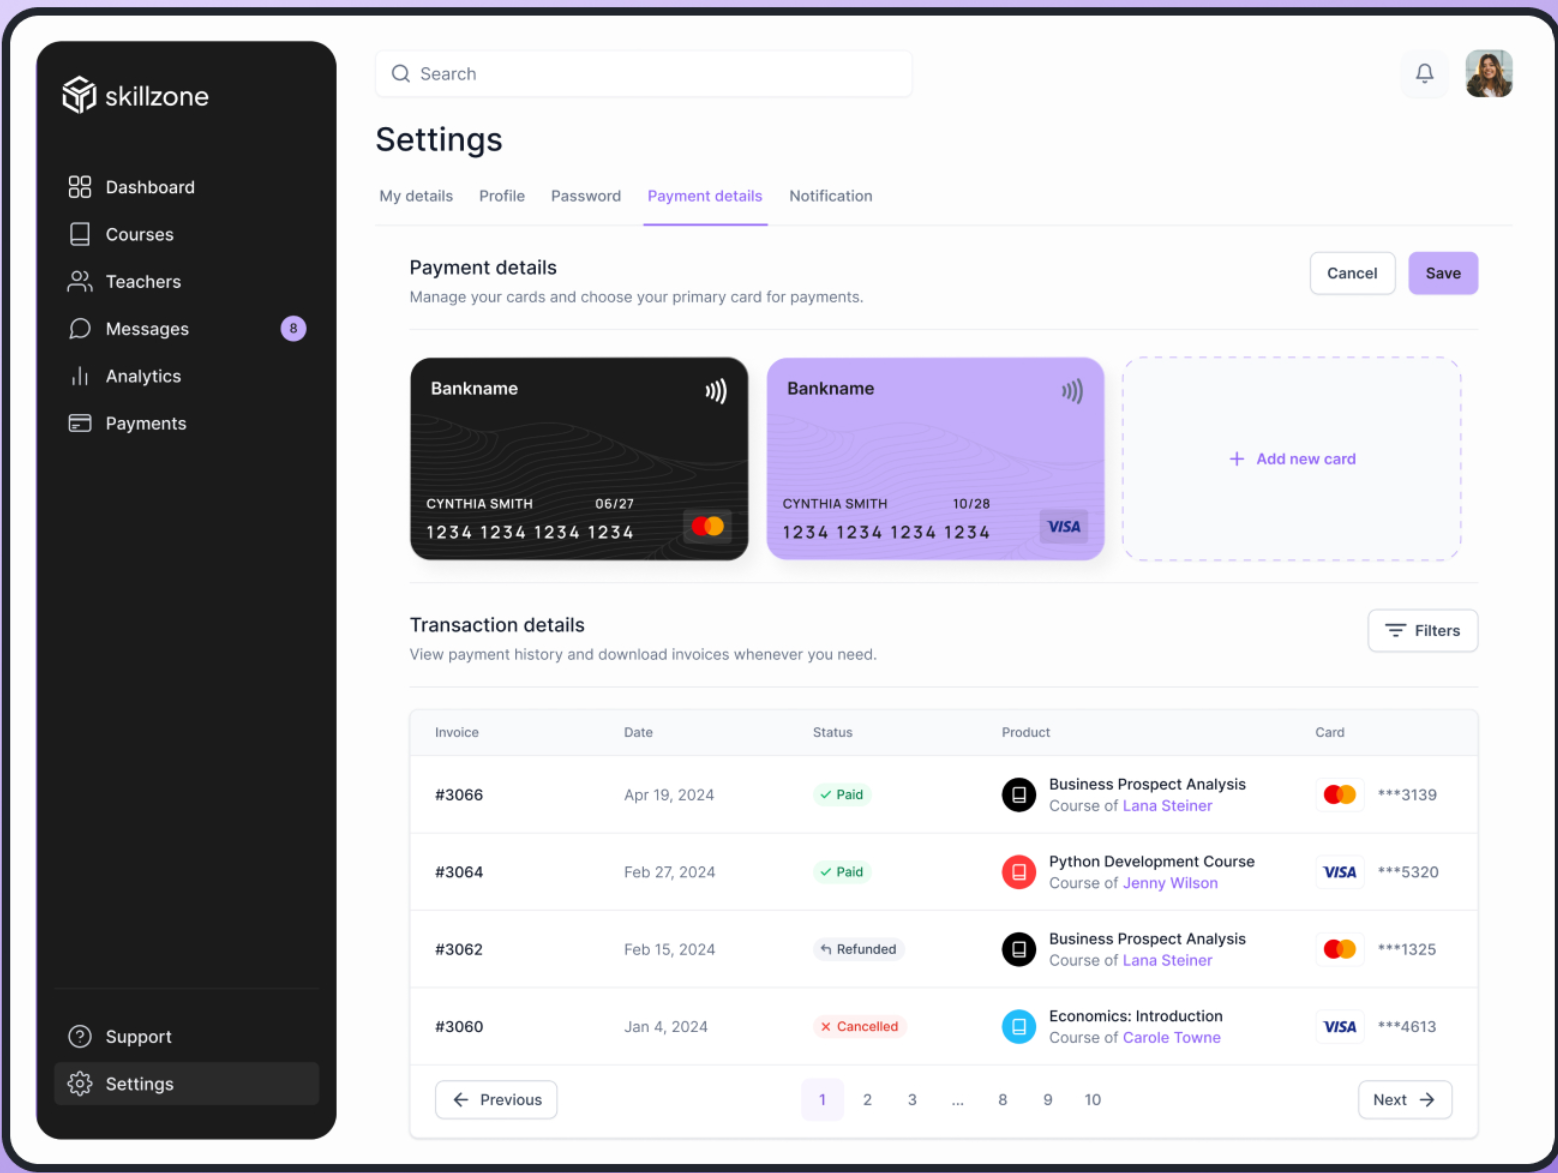 skillzone
Search
Settings
Dashboard
Courses
Teachers
Messages 8
Analytics
Payments
Support
Settings
My details Profile Password Payment details Notification
Payment details
Manage your cards and choose your primary card for payments.
Cancel Save
Bankname
CYNTHIA SMITH 06/27
1234 1234 1234 1234
Bankname
CYNTHIA SMITH 10/28
1234 1234 1234 1234
VISA
+ Add new card
Transaction details
View payment history and download invoices whenever you need.
Filters
Invoice Date Status Product Card
#3066 Apr 19, 2024 Paid Business Prospect Analysis ***3139
Course of Lana Steiner
#3064 Feb 27, 2024 Paid Python Development Course VISA ***5320
Course of Jenny Wilson
#3062 Feb 15, 2024 Refunded Business Prospect Analysis ***1325
Course of Lana Steiner
#3060 Jan 4, 2024 Cancelled Economics: Introduction VISA ***4613
Course of Carole Towne
Previous 1 2 3 ... 8 9 10 Next